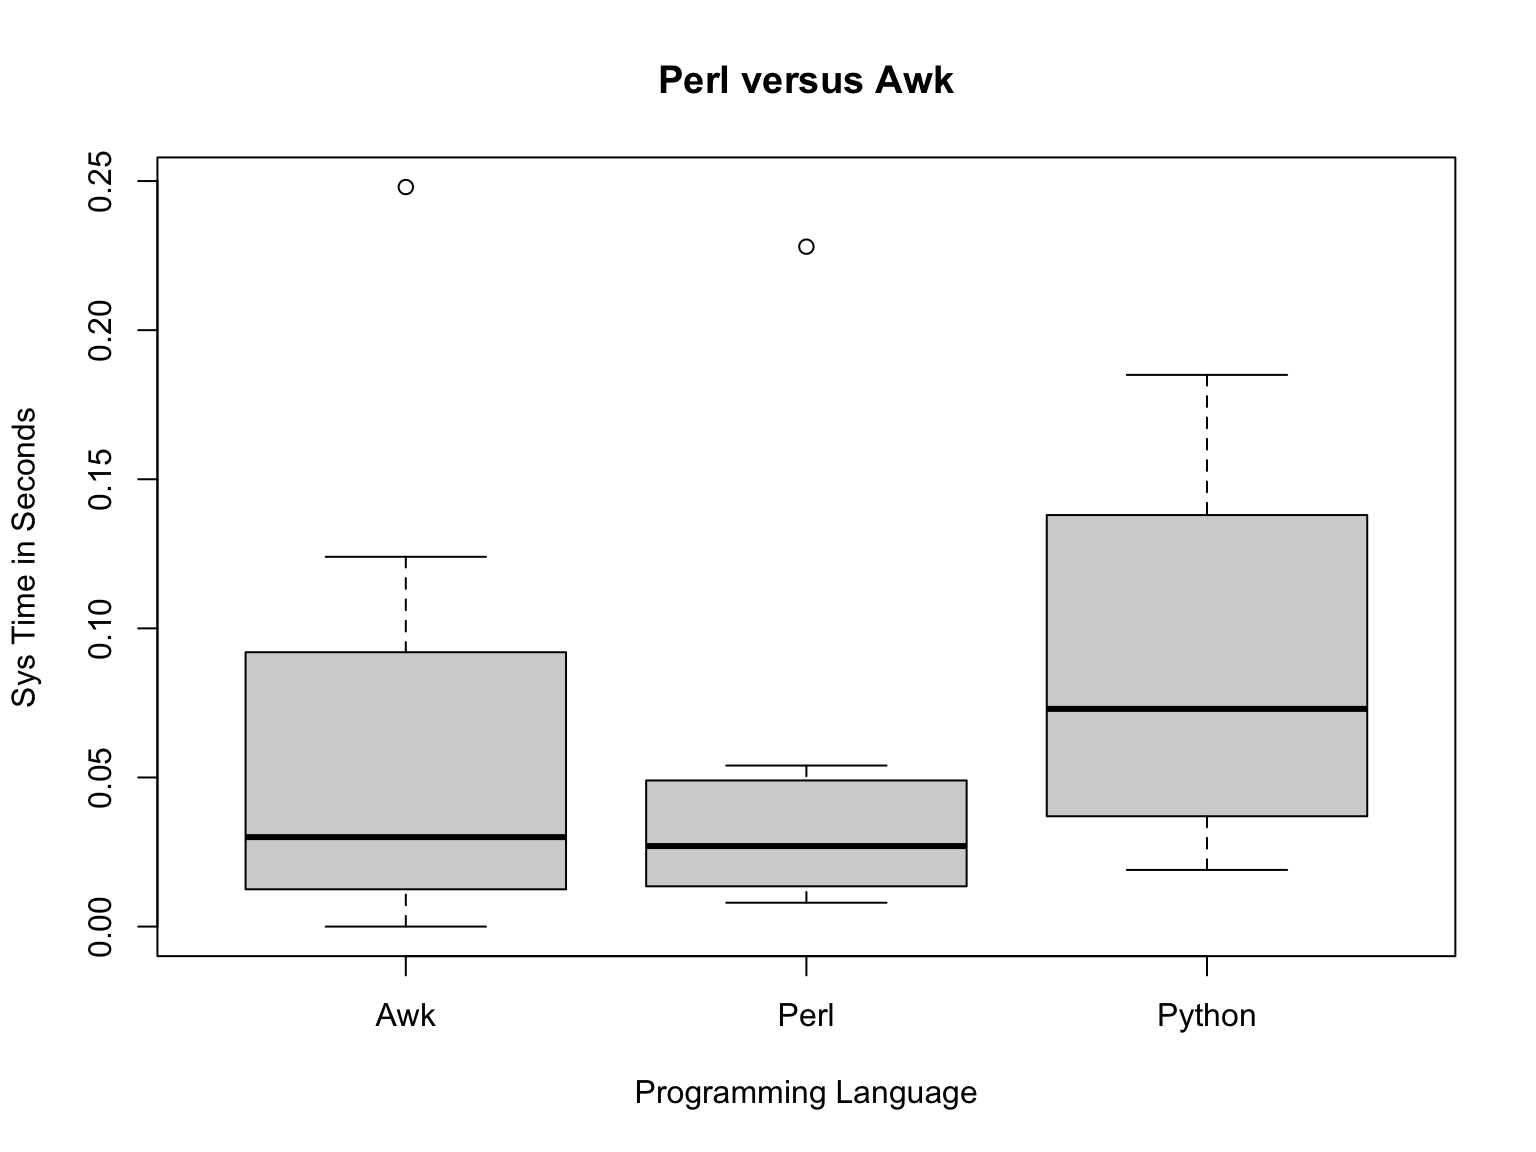 Perl versus Awk
Sys Time in Seconds
0.25
0.20
0.15
0.10
0.05
0.00
Awk Perl Python
Programming Language